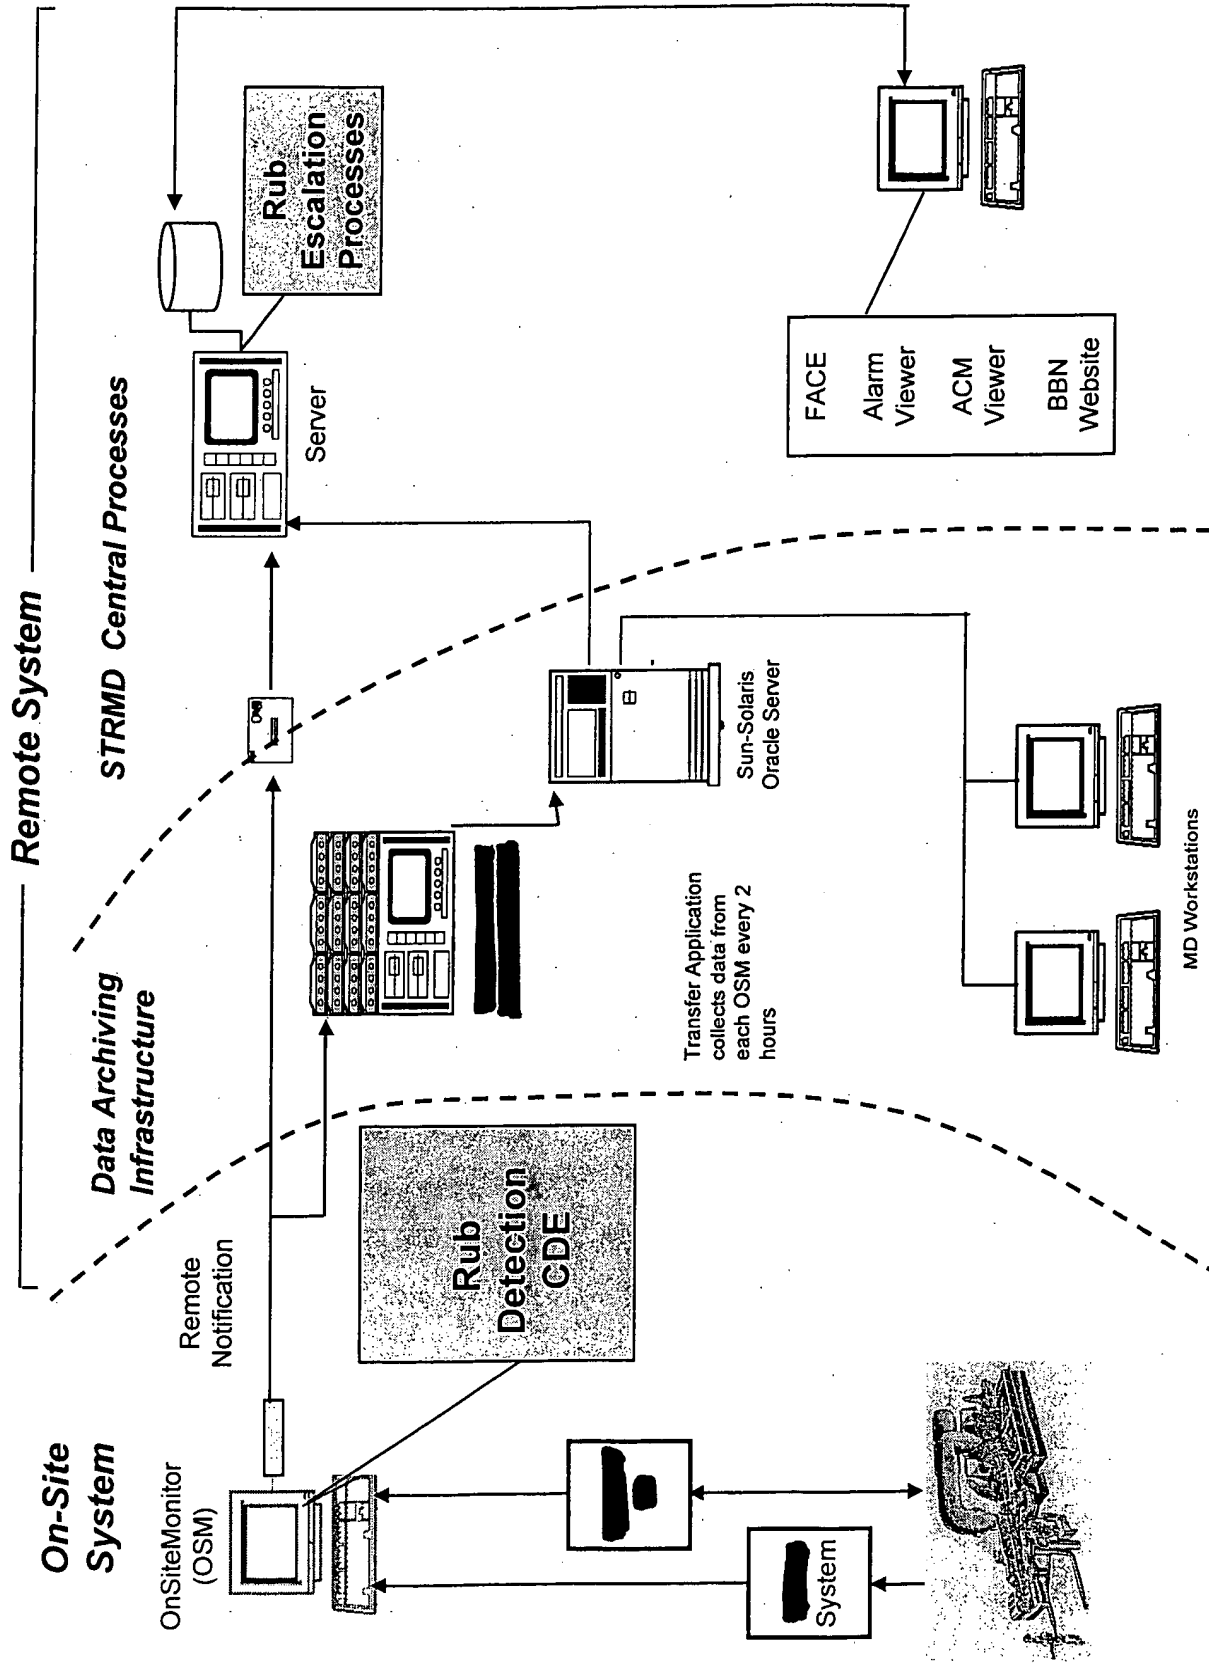 Remote System
On-Site
System
Data Archiving
Infrastructure
STRMD Central Processes
OnSiteMonitor
(OSM)
Remote
Notification
Rub
Detection
CDE
System
Transfer Application
collects data from
each OSM every 2
hours
Sun-Solaris
Oracle Server
MD Workstations
Server
Rub
Escalation
Processes
FACE
Alarm
Viewer
ACM
Viewer
BBN
Website